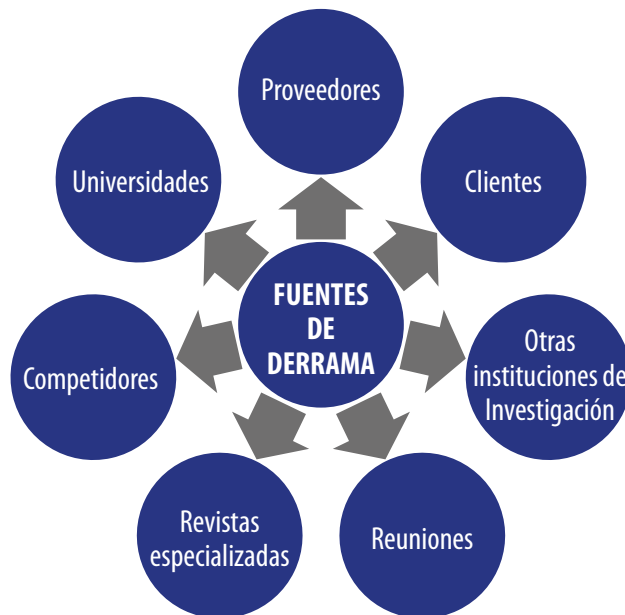 Proveedores
Universidades
Clientes
FUENTES
DE
DERRAMA
Competidores
Otras
instituciones de
Investigación
Revistas
especializadas
Reuniones